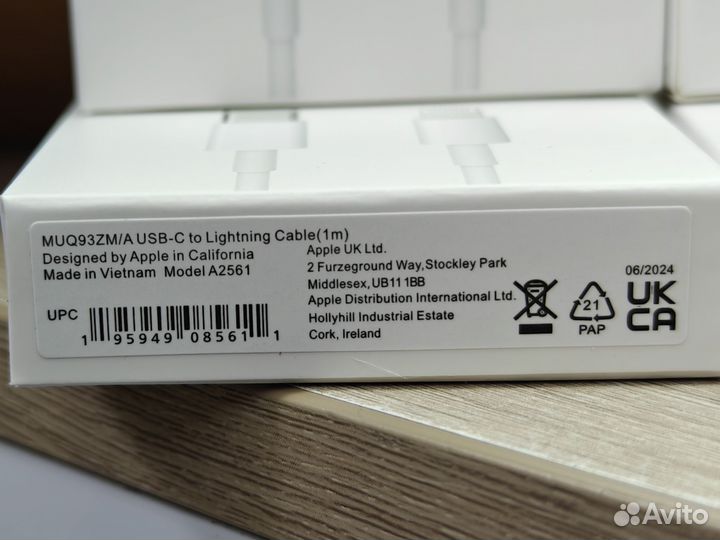 MUQ93ZM/A USB-C to Lightning Cable(1m)
Designed by Apple in California
Made in Vietnam Model A2561
UPC
1 95949 08561 1
Apple UK Ltd.
2 Furzeground Way,Stockley Park
Middlesex,UB11 1BB
Apple Distribution International Ltd.
Hollyhill Industrial Estate
Cork, Ireland
21
PAP
06/2024
UK
CA
Avito